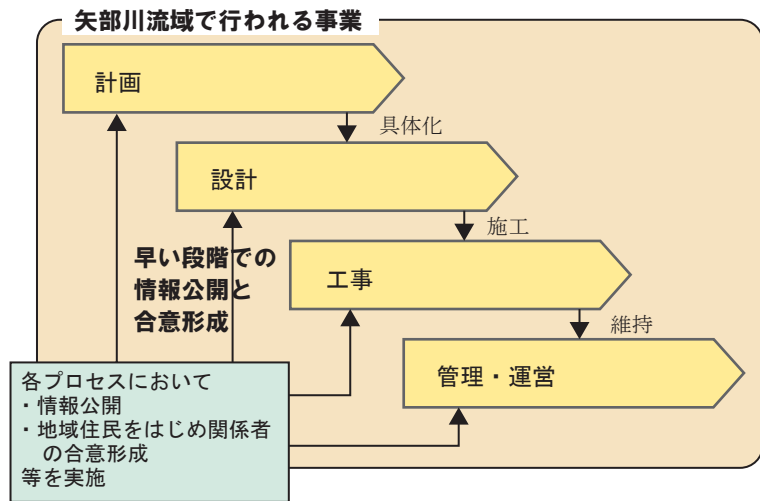 矢部川流域で行われる事業
計画
具体化
設計
施工
早い段階での
情報公開と
合意形成
工事
維持
管理・運営
各プロセスにおいて
・情報公開
・地域住民をはじめ関係者
の合意形成
等を実施